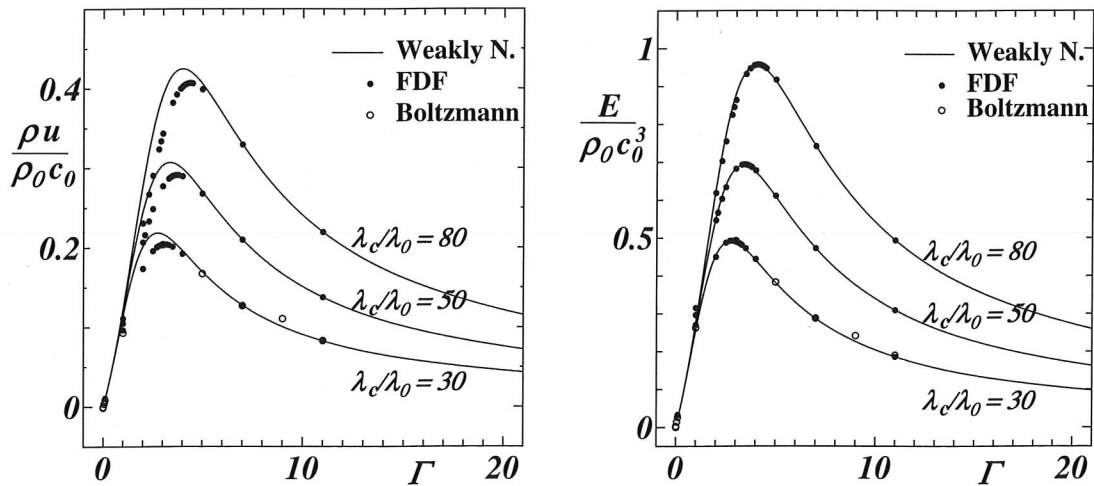 Weakly N.
FDF
Boltzmann
0.4
0.2
0
ρu
ρ₀c₀
λc/λ₀ = 80
λc/λ₀ = 50
λc/λ₀ = 30
0
10
20
Γ
Weakly N.
FDF
Boltzmann
1
0.5
0
E
ρ₀c₀³
λc/λ₀ = 80
λc/λ₀ = 50
λc/λ₀ = 30
0
10
20
Γ